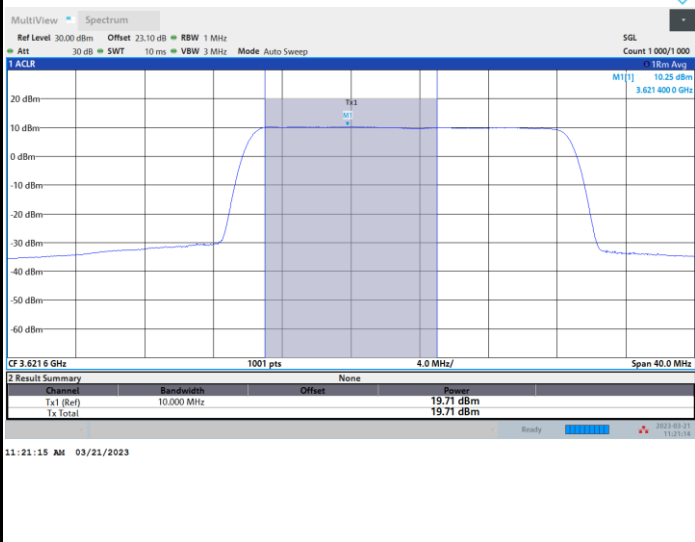 MultiView Spectrum
Ref Level 30.00 dBm Offset 23.10 dB RBW 1 MHz SGL
Att 30 dB SWT 10 ms VBW 3 MHz Mode Auto Sweep Count 1 000/1 000
1 ACLR 1Rm Avg
M1[1] 10.25 dBm
3.621 400 0 GHz
20 dBm
Tx1
M1
10 dBm
0 dBm
-10 dBm
-20 dBm
-30 dBm
-40 dBm
-50 dBm
-60 dBm
CF 3.621 6 GHz 1001 pts 4.0 MHz/ Span 40.0 MHz
2 Result Summary None
Channel Bandwidth Offset Power
Tx1 (Ref) 10.000 MHz 19.71 dBm
Tx Total 19.71 dBm
Ready 2023-03-21
11:21:14
11:21:15 AM 03/21/2023